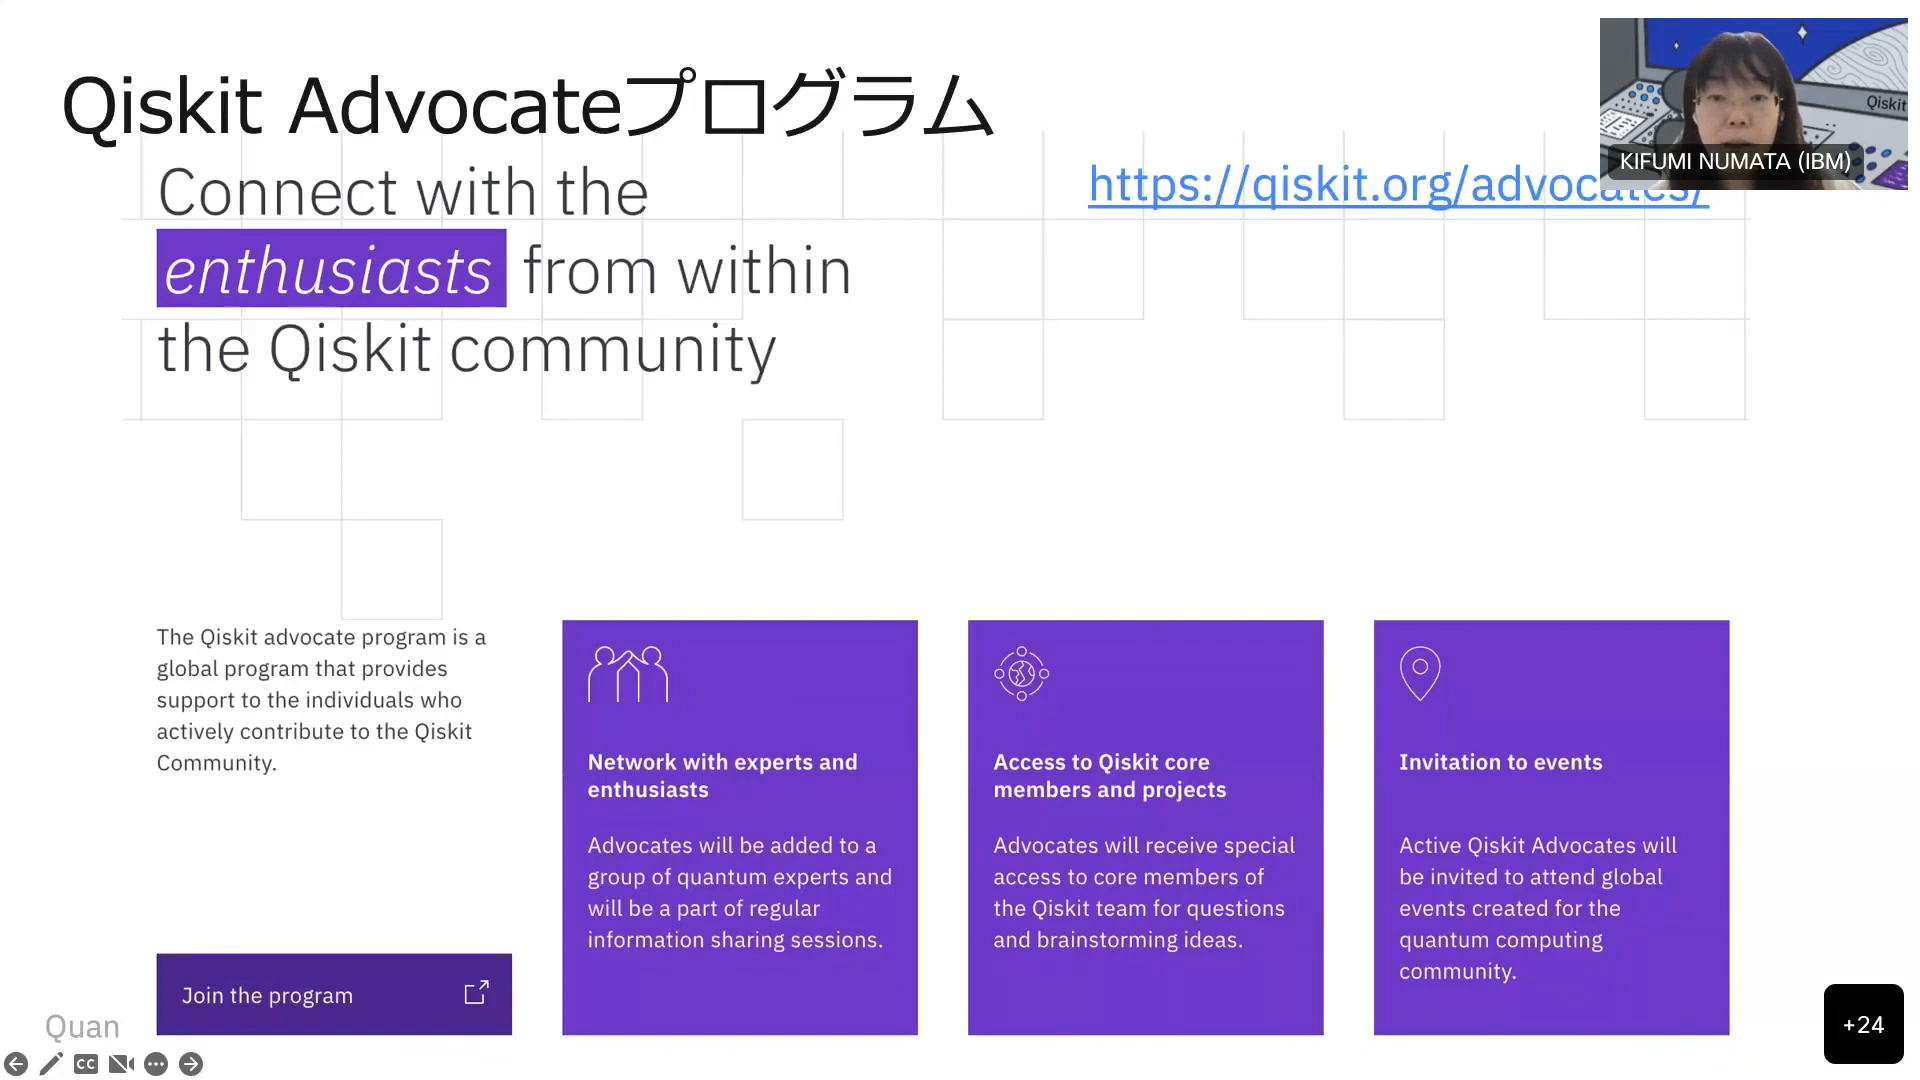 Qiskit Advocateプログラム
Connect with the
enthusiasts from within
the Qiskit community
https://qiskit.org/advocates/
Qiskit
KIFUMI NUMATA (IBM)
The Qiskit advocate program is a
global program that provides
support to the individuals who
actively contribute to the Qiskit
Community.
Join the program
Network with experts and
enthusiasts
Advocates will be added to a
group of quantum experts and
will be a part of regular
information sharing sessions.
Access to Qiskit core
members and projects
Advocates will receive special
access to core members of
the Qiskit team for questions
and brainstorming ideas.
Invitation to events
Active Qiskit Advocates will
be invited to attend global
events created for the
quantum computing
community.
Quan
CC
+24